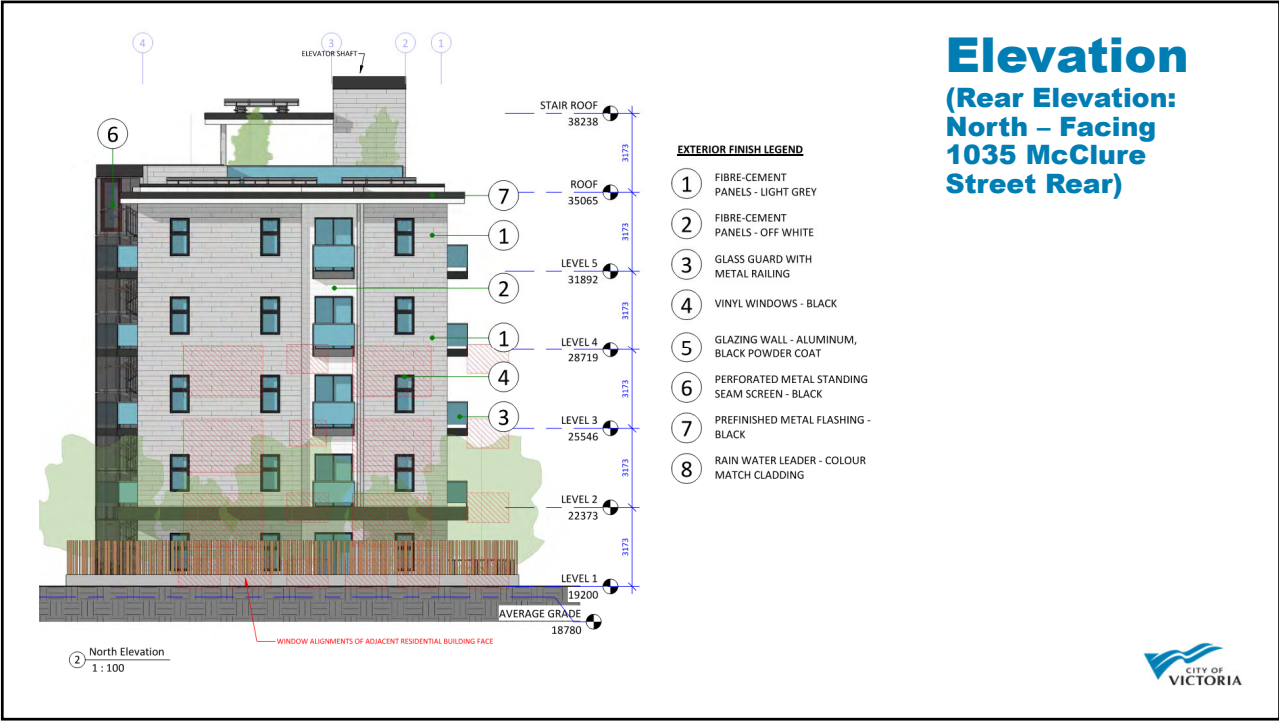 Elevation
(Rear Elevation:
North – Facing
1035 McClure
Street Rear)
4
3
2
1
ELEVATOR SHAFT
6
7
1
2
1
4
3
STAIR ROOF
38238
3173
ROOF
35065
3173
LEVEL 5
31892
3173
LEVEL 4
28719
3173
LEVEL 3
25546
3173
LEVEL 2
22373
3173
LEVEL 1
19200
AVERAGE GRADE
18780
WINDOW ALIGNMENTS OF ADJACENT RESIDENTIAL BUILDING FACE
2
North Elevation
1 : 100
EXTERIOR FINISH LEGEND
1 FIBRE-CEMENT
PANELS - LIGHT GREY
2 FIBRE-CEMENT
PANELS - OFF WHITE
3 GLASS GUARD WITH
METAL RAILING
4 VINYL WINDOWS - BLACK
5 GLAZING WALL - ALUMINUM,
BLACK POWDER COAT
6 PERFORATED METAL STANDING
SEAM SCREEN - BLACK
7 PREFINISHED METAL FLASHING -
BLACK
8 RAIN WATER LEADER - COLOUR
MATCH CLADDING
CITY OF
VICTORIA